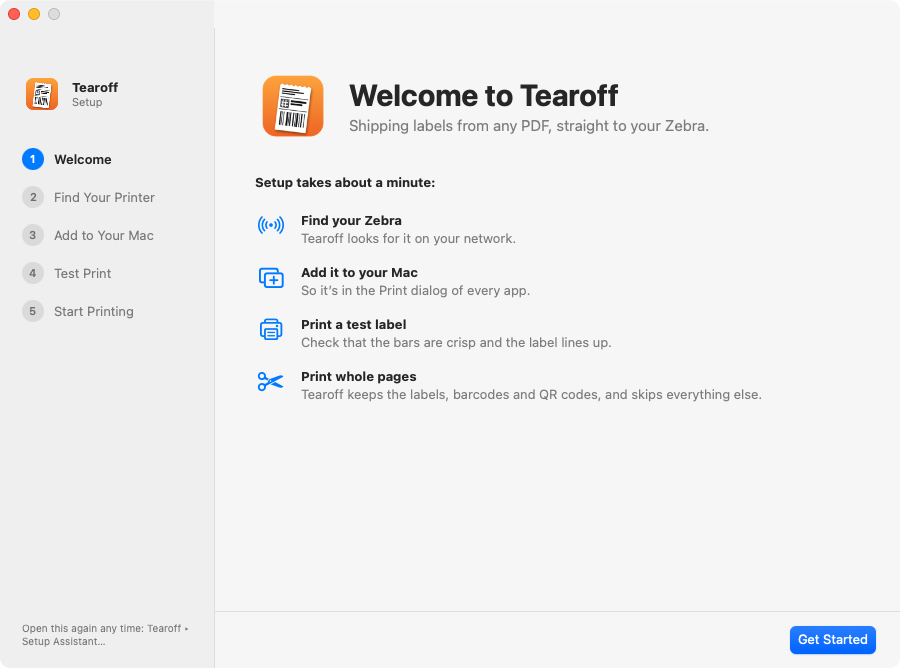 Tearoff
Setup
1 Welcome
2 Find Your Printer
3 Add to Your Mac
4 Test Print
5 Start Printing
Open this again any time: Tearoff ▸
Setup Assistant...
Welcome to Tearoff
Shipping labels from any PDF, straight to your Zebra.
Setup takes about a minute:
Find your Zebra
Tearoff looks for it on your network.
Add it to your Mac
So it's in the Print dialog of every app.
Print a test label
Check that the bars are crisp and the label lines up.
Print whole pages
Tearoff keeps the labels, barcodes and QR codes, and skips everything else.
Get Started